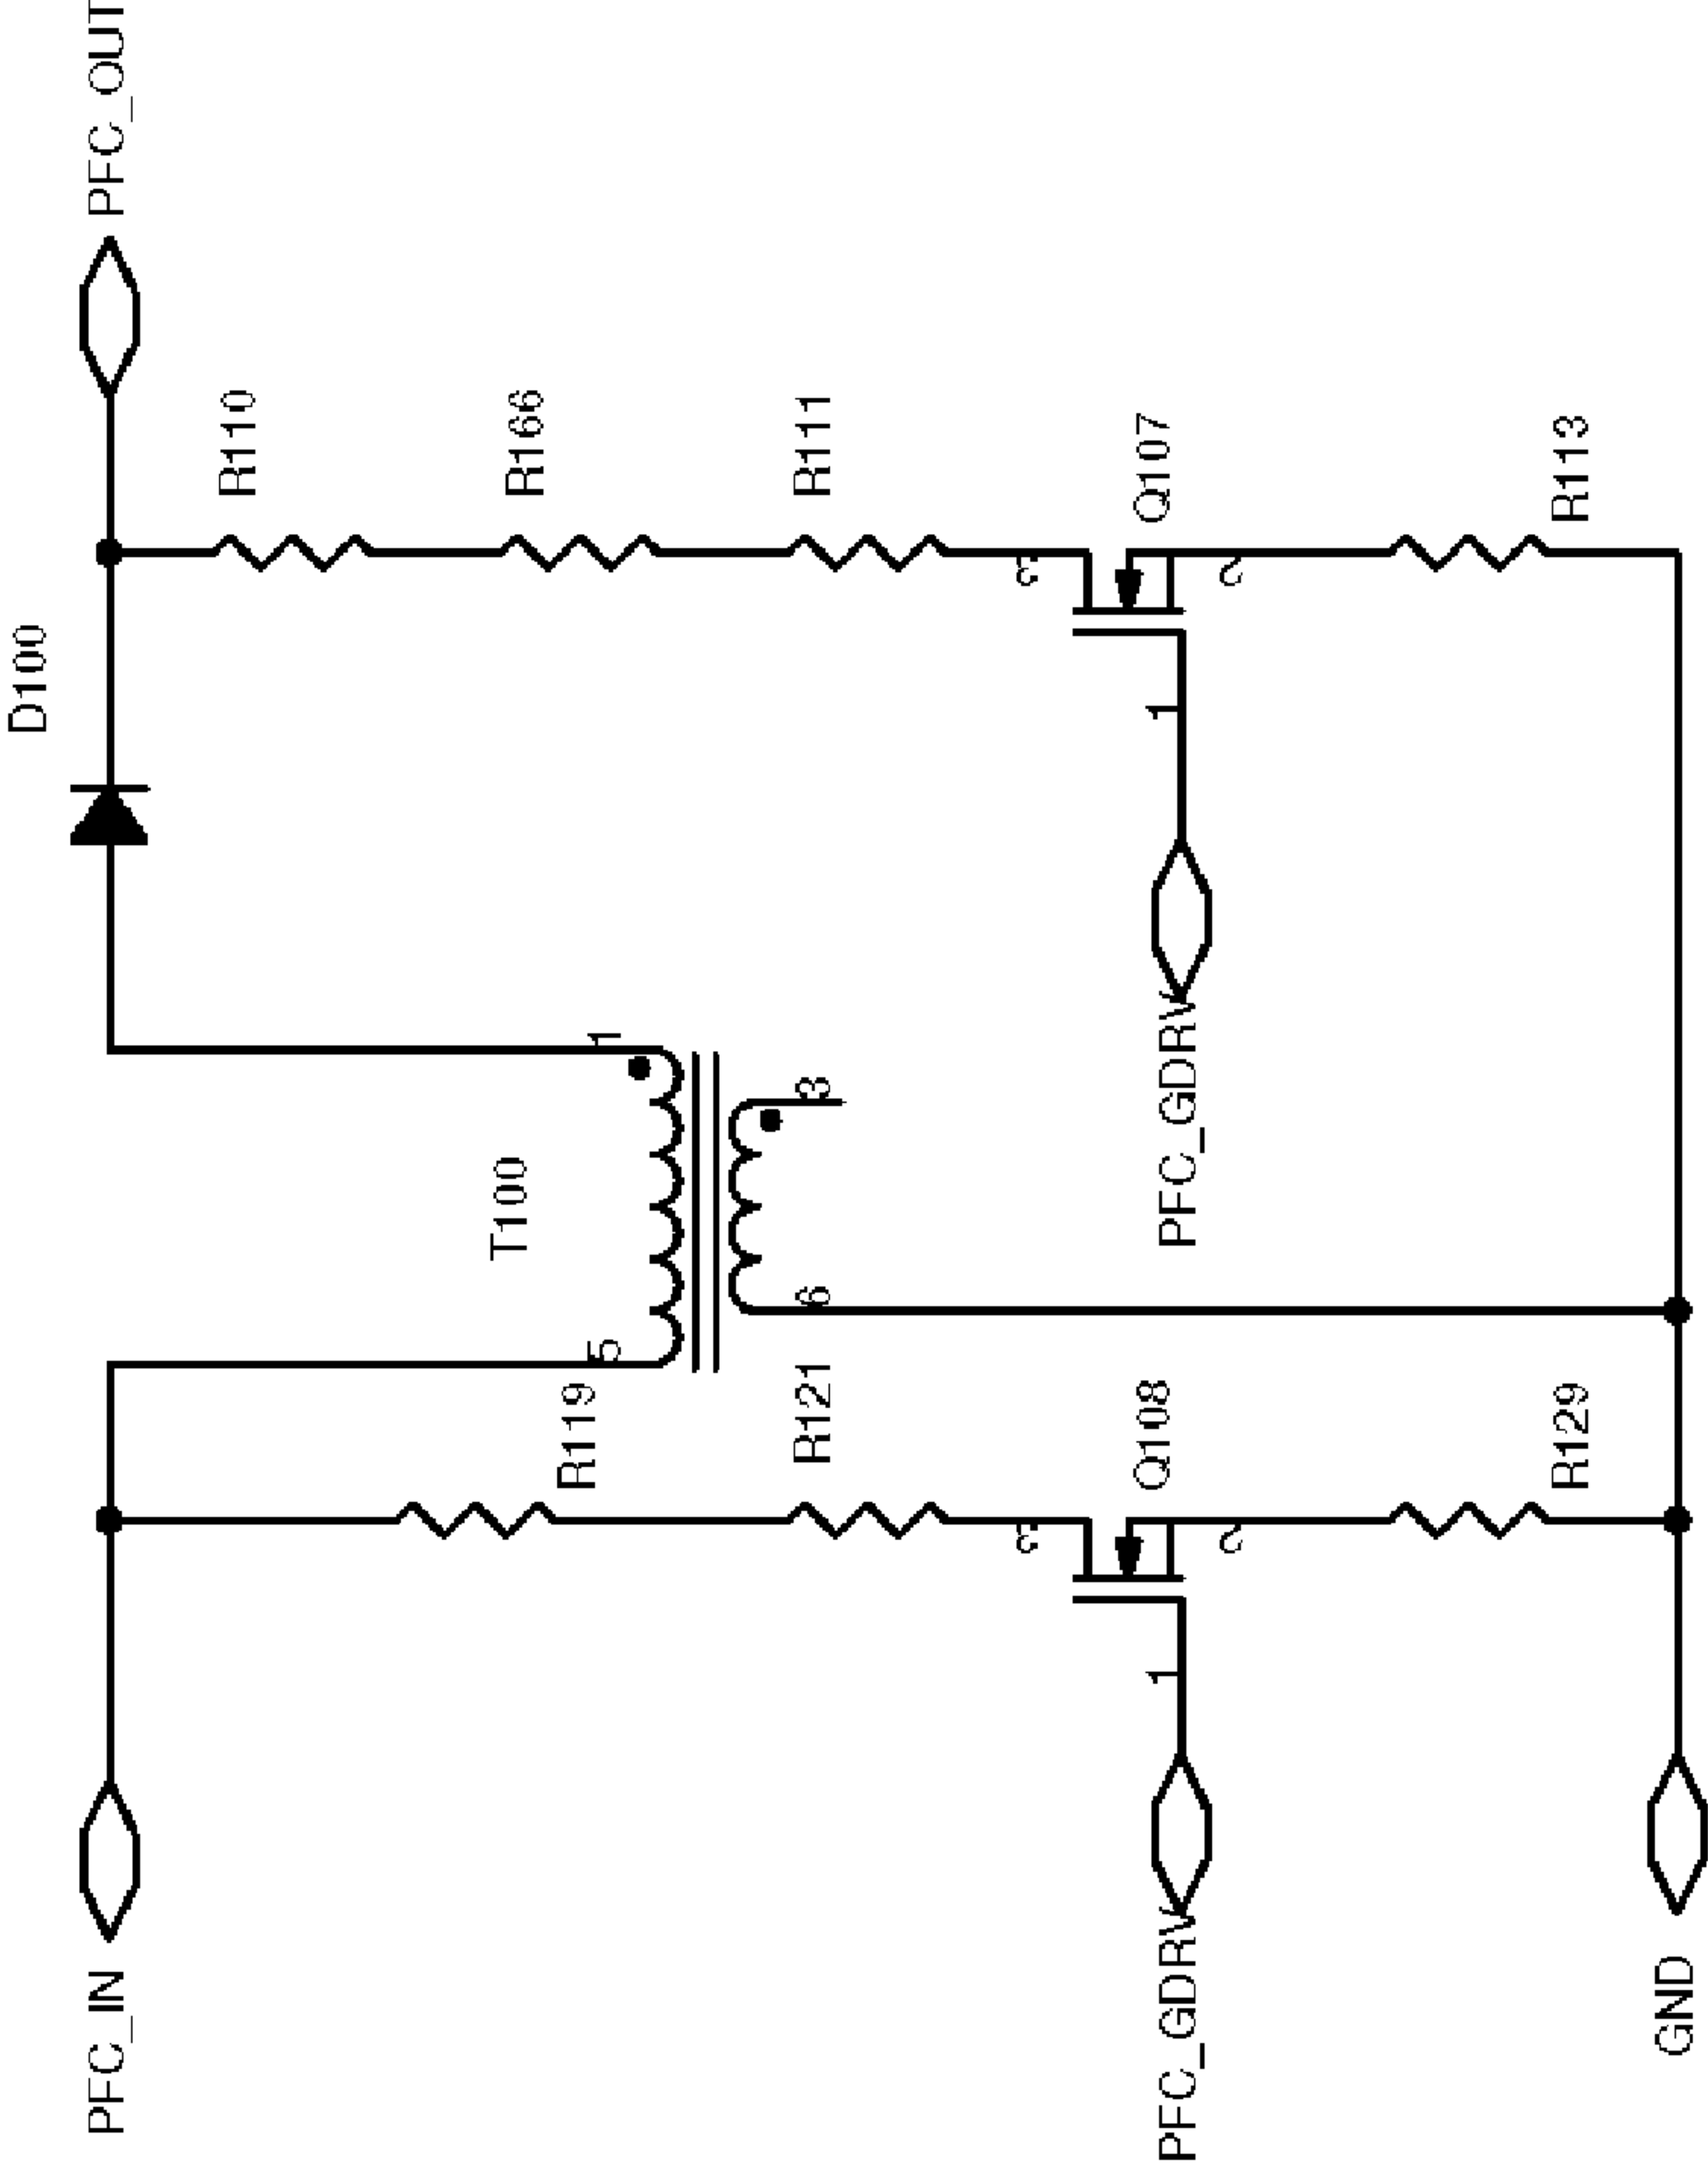 PFC_IN
PFC_OUT
D100
R110
R166
R111
Q107
3
2
1
R113
PFC_GDRV
T100
1
5
3
6
R119
R121
Q108
3
2
1
R129
PFC_GDRV
GND